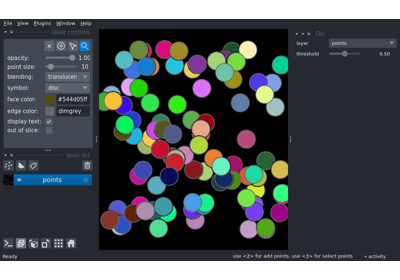 File View Plugins Window Help
layer controls
opacity: 1.00
point size: 10
blending: translucen
symbol: disc
face color: #544d05ff
edge color: dimgrey
display text:
out of slice:
layer list
points
layer points
threshold 0.50
Ready use <2> for add points, use <3> for select points activity